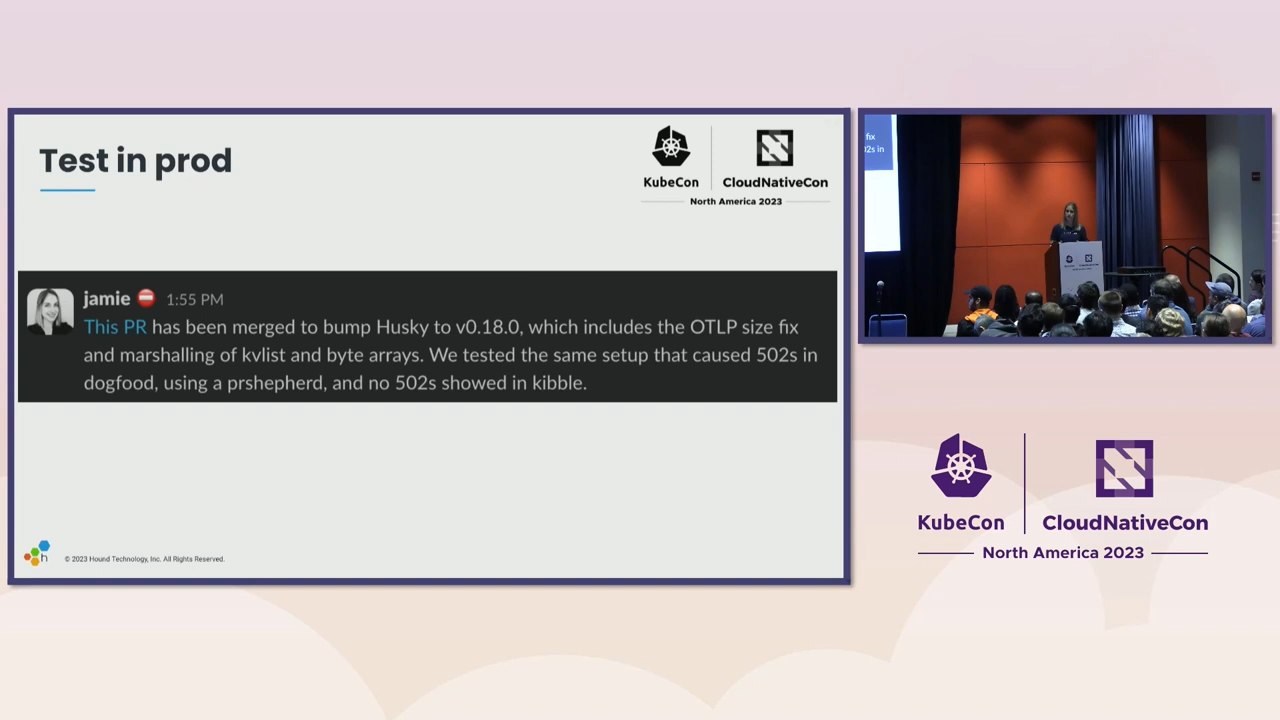 Test in prod
KubeCon
CloudNativeCon
North America 2023
jamie 1:55 PM
This PR has been merged to bump Husky to v0.18.0, which includes the OTLP size fix
and marshalling of kvlist and byte arrays. We tested the same setup that caused 502s in
dogfood, using a prshepherd, and no 502s showed in kibble.
h © 2023 Hound Technology, Inc. All Rights Reserved.
fix
02s in
KubeCon
CloudNativeCon
North America 2023